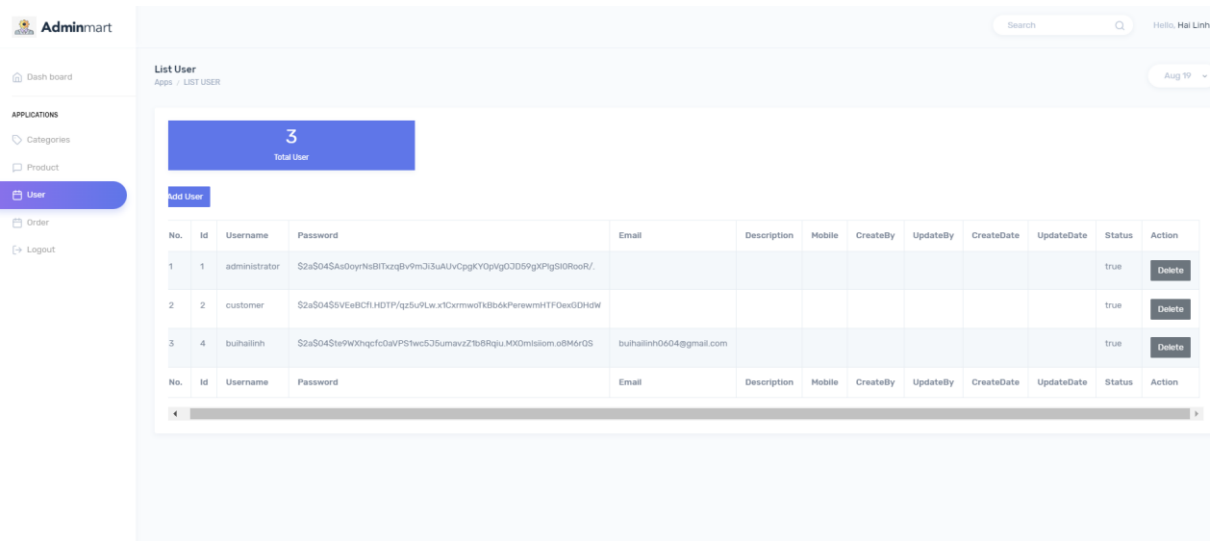 Adminmart
Search
Hello, Hai Linh
Dash board
List User
Apps / LIST USER
Aug 19
APPLICATIONS
Categories
Product
User
Order
Logout
3
Total User
Add User
No. Id Username Password Email Description Mobile CreateBy UpdateBy CreateDate UpdateDate Status Action
1 1 administrator true Delete
2 2 customer true Delete
3 4 buihailinh buihailinh0604@gmail.com true Delete
No. Id Username Password Email Description Mobile CreateBy UpdateBy CreateDate UpdateDate Status Action